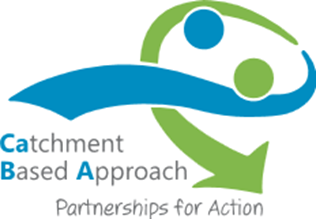 Catchment
Based Approach
Partnerships for Action